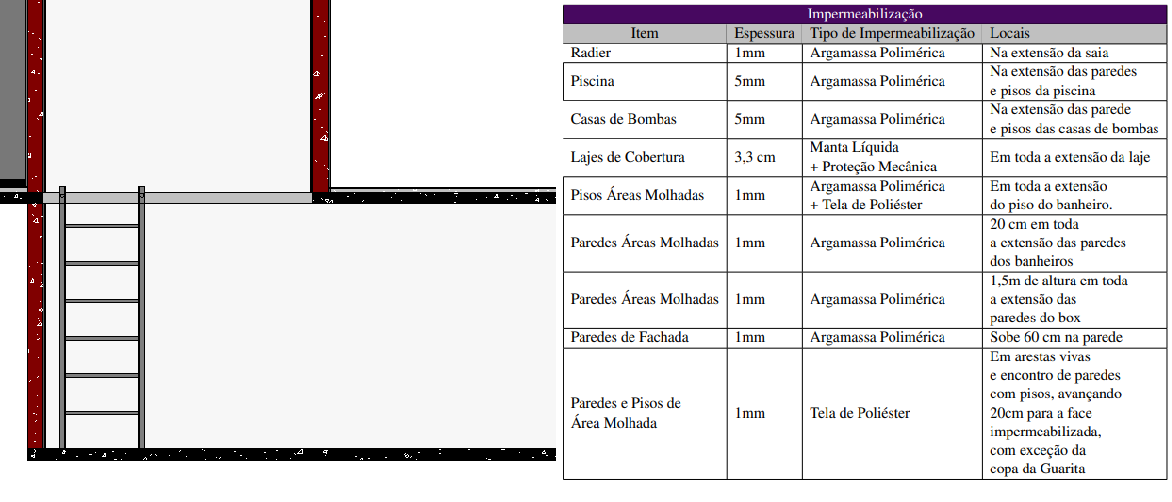 Impermeabilização
Item Espessura Tipo de Impermeabilização Locais
Radier 1mm Argamassa Polimérica Na extensão da saia
Piscina 5mm Argamassa Polimérica Na extensão das paredes
e pisos da piscina
Casas de Bombas 5mm Argamassa Polimérica Na extensão das parede
e pisos das casas de bombas
Lajes de Cobertura 3,3 cm Manta Líquida
+ Proteção Mecânica Em toda a extensão da laje
Pisos Áreas Molhadas 1mm Argamassa Polimérica
+ Tela de Poliéster Em toda a extensão
do piso do banheiro.
Paredes Áreas Molhadas 1mm Argamassa Polimérica 20 cm em toda
a extensão das paredes
dos banheiros
Paredes Áreas Molhadas 1mm Argamassa Polimérica 1,5m de altura em toda
a extensão das
paredes do box
Paredes de Fachada 1mm Argamassa Polimérica Sobe 60 cm na parede
Paredes e Pisos de
Área Molhada 1mm Tela de Poliéster Em arestas vivas
e encontro de paredes
com pisos, avançando
20cm para a face
impermeabilizada,
com exceção da
copa da Guarita